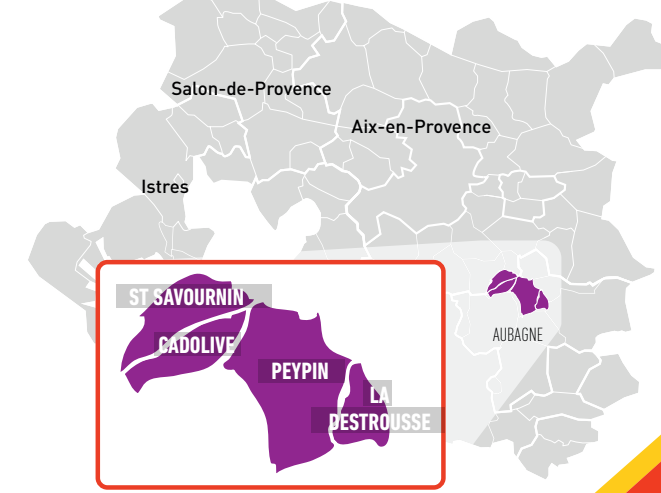 Salon-de-Provence
Aix-en-Provence
Istres
ST SAVOURNIN
CADOLIVE
PEYPIN
LA
DESTROUSSE
AUBAGNE